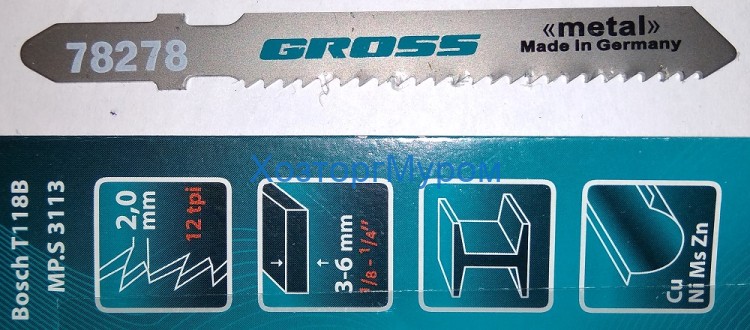 78278
GROSS
«metal»
Made In Germany
ХозторгМуром
Bosch T118B
MP.S 3113
2,0
mm
12 tpi
3-6 mm
1/8 - 1/4"
Cu
Ni Ms Zn